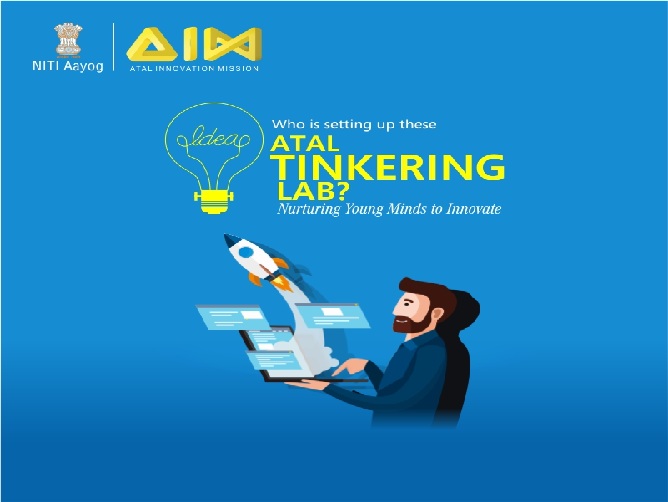 NITI Aayog
AIM
ATAL INNOVATION MISSION
Idea
Who is setting up these
ATAL
TINKERING
LAB?
Nurturing Young Minds to Innovate